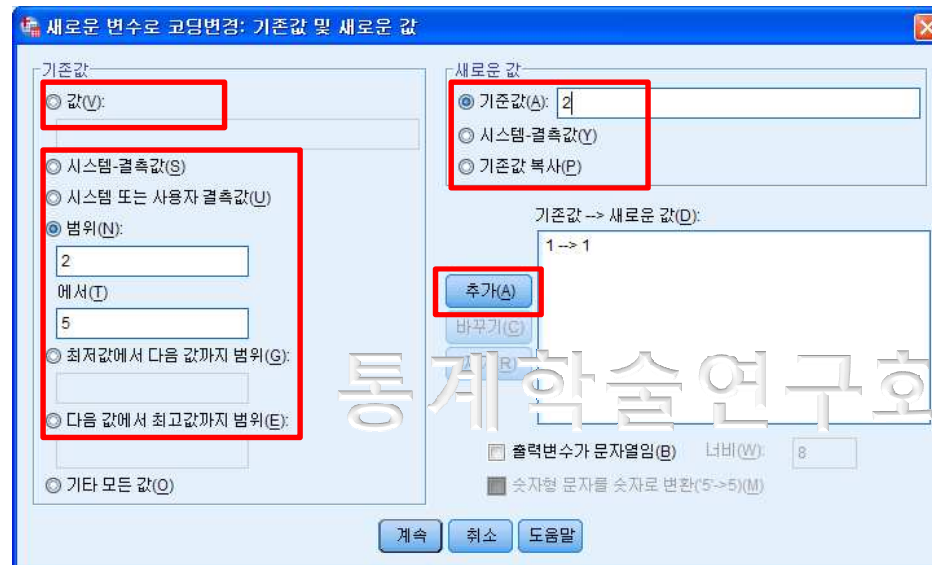 새로운 변수로 코딩변경: 기존값 및 새로운 값
기존값
값(V):
시스템-결측값(S)
시스템 또는 사용자 결측값(U)
범위(N):
2
에서(T)
5
최저값에서 다음 값까지 범위(G):
다음 값에서 최고값까지 범위(E):
기타 모든 값(O)
새로운 값
기준값(A): 2
시스템-결측값(Y)
기존값 복사(P)
기존값 --> 새로운 값(D):
1 --> 1
추가(A)
바꾸기(C)
통계학술연구회
출력변수가 문자열임(B) 너비(W): 8
숫자형 문자를 숫자로 변환('5'->5)(M)
계속 취소 도움말